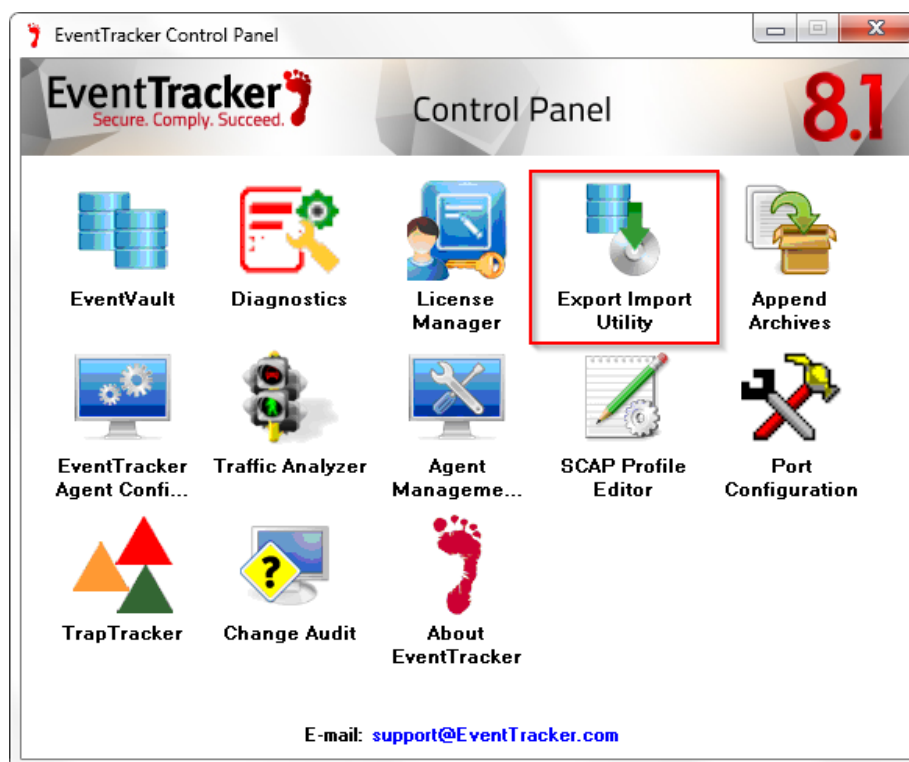 EventTracker Control Panel
EventTracker
Secure. Comply. Succeed.
Control Panel
8.1
EventVault
Diagnostics
License
Manager
Export Import
Utility
Append
Archives
EventTracker
Agent Confi...
Traffic Analyzer
Agent
Manageme...
SCAP Profile
Editor
Port
Configuration
TrapTracker
Change Audit
?
About
EventTracker
E-mail: support@EventTracker.com